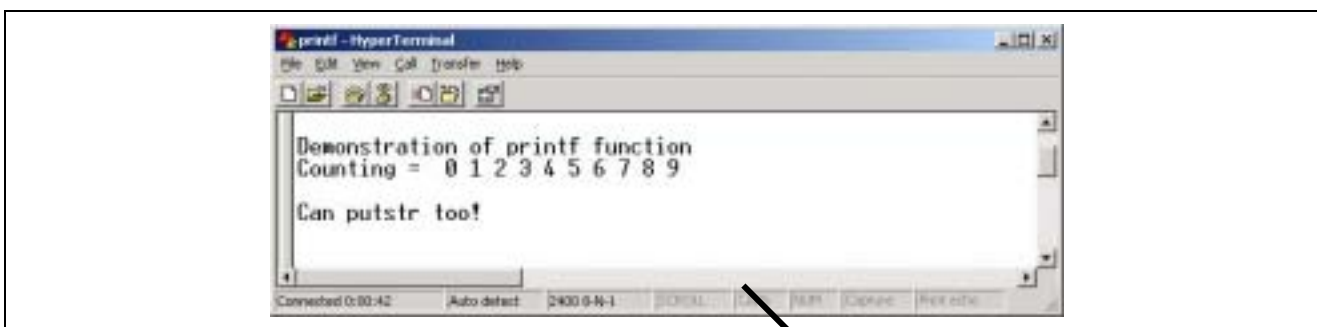 printf - HyperTerminal
File Edit View Call Transfer Help
Demonstration of printf function
Counting = 0 1 2 3 4 5 6 7 8 9
Can putstr too!
Connected 0:00:42 Auto detect 2400 8-N-1 SCROLL CAPS NUM Capture Print echo